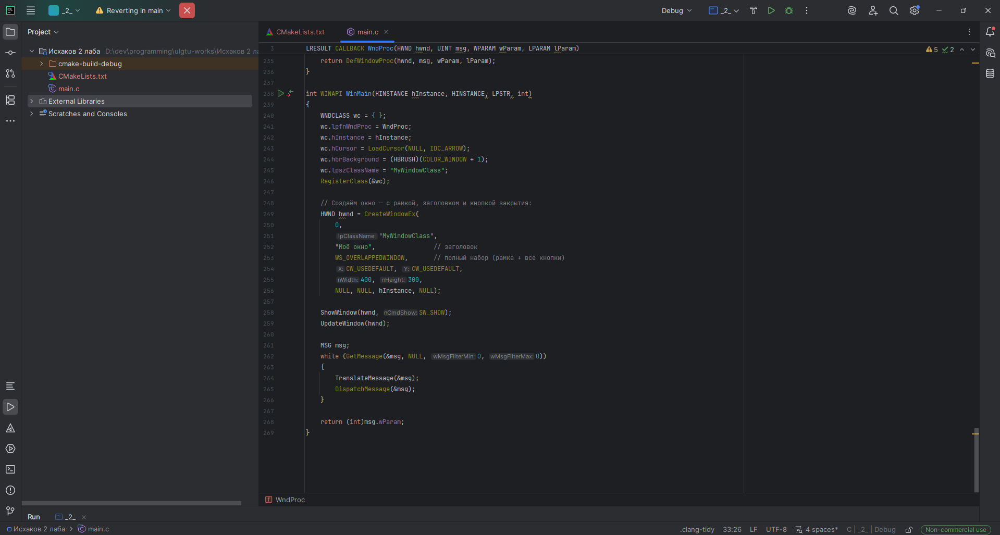 CL
_2_
Reverting in main
Debug
_2_
Project
CMakeLists.txt
main.c
Исхаков 2 лаба D:\dev\programming\ulgtu-works\Исхаков 2 ла
cmake-build-debug
CMakeLists.txt
main.c
External Libraries
Scratches and Consoles
3 LRESULT CALLBACK WndProc(HWND hwnd, UINT msg, WPARAM wParam, LPARAM lParam)
5 2
235 return DefWindowProc(hwnd, msg, wParam, lParam);
236 }
237
238 int WINAPI WinMain(HINSTANCE hInstance, HINSTANCE, LPSTR, int)
239 {
240 WNDCLASS wc = { };
241 wc.lpfnWndProc = WndProc;
242 wc.hInstance = hInstance;
243 wc.hCursor = LoadCursor(NULL, IDC_ARROW);
244 wc.hbrBackground = (HBRUSH)(COLOR_WINDOW + 1);
245 wc.lpszClassName = "MyWindowClass";
246 RegisterClass(&wc);
247
248 // Создаём окно — с рамкой, заголовком и кнопкой закрытия:
249 HWND hwnd = CreateWindowEx(
250 0,
251 lpClassName: "MyWindowClass",
252 "Моё окно", // заголовок
253 WS_OVERLAPPEDWINDOW, // полный набор (рамка + все кнопки)
254 X: CW_USEDEFAULT, Y: CW_USEDEFAULT,
255 nWidth: 400, nHeight: 300,
256 NULL, NULL, hInstance, NULL);
257
258 ShowWindow(hwnd, nCmdShow: SW_SHOW);
259 UpdateWindow(hwnd);
260
261 MSG msg;
262 while (GetMessage(&msg, NULL, wMsgFilterMin: 0, wMsgFilterMax: 0))
263 {
264 TranslateMessage(&msg);
265 DispatchMessage(&msg);
266 }
267
268 return (int)msg.wParam;
269 }
f WndProc
Run _2_
Исхаков 2 лаба main.c
.clang-tidy 33:26 LF UTF-8 4 spaces* C | _2_ | Debug Non-commercial use